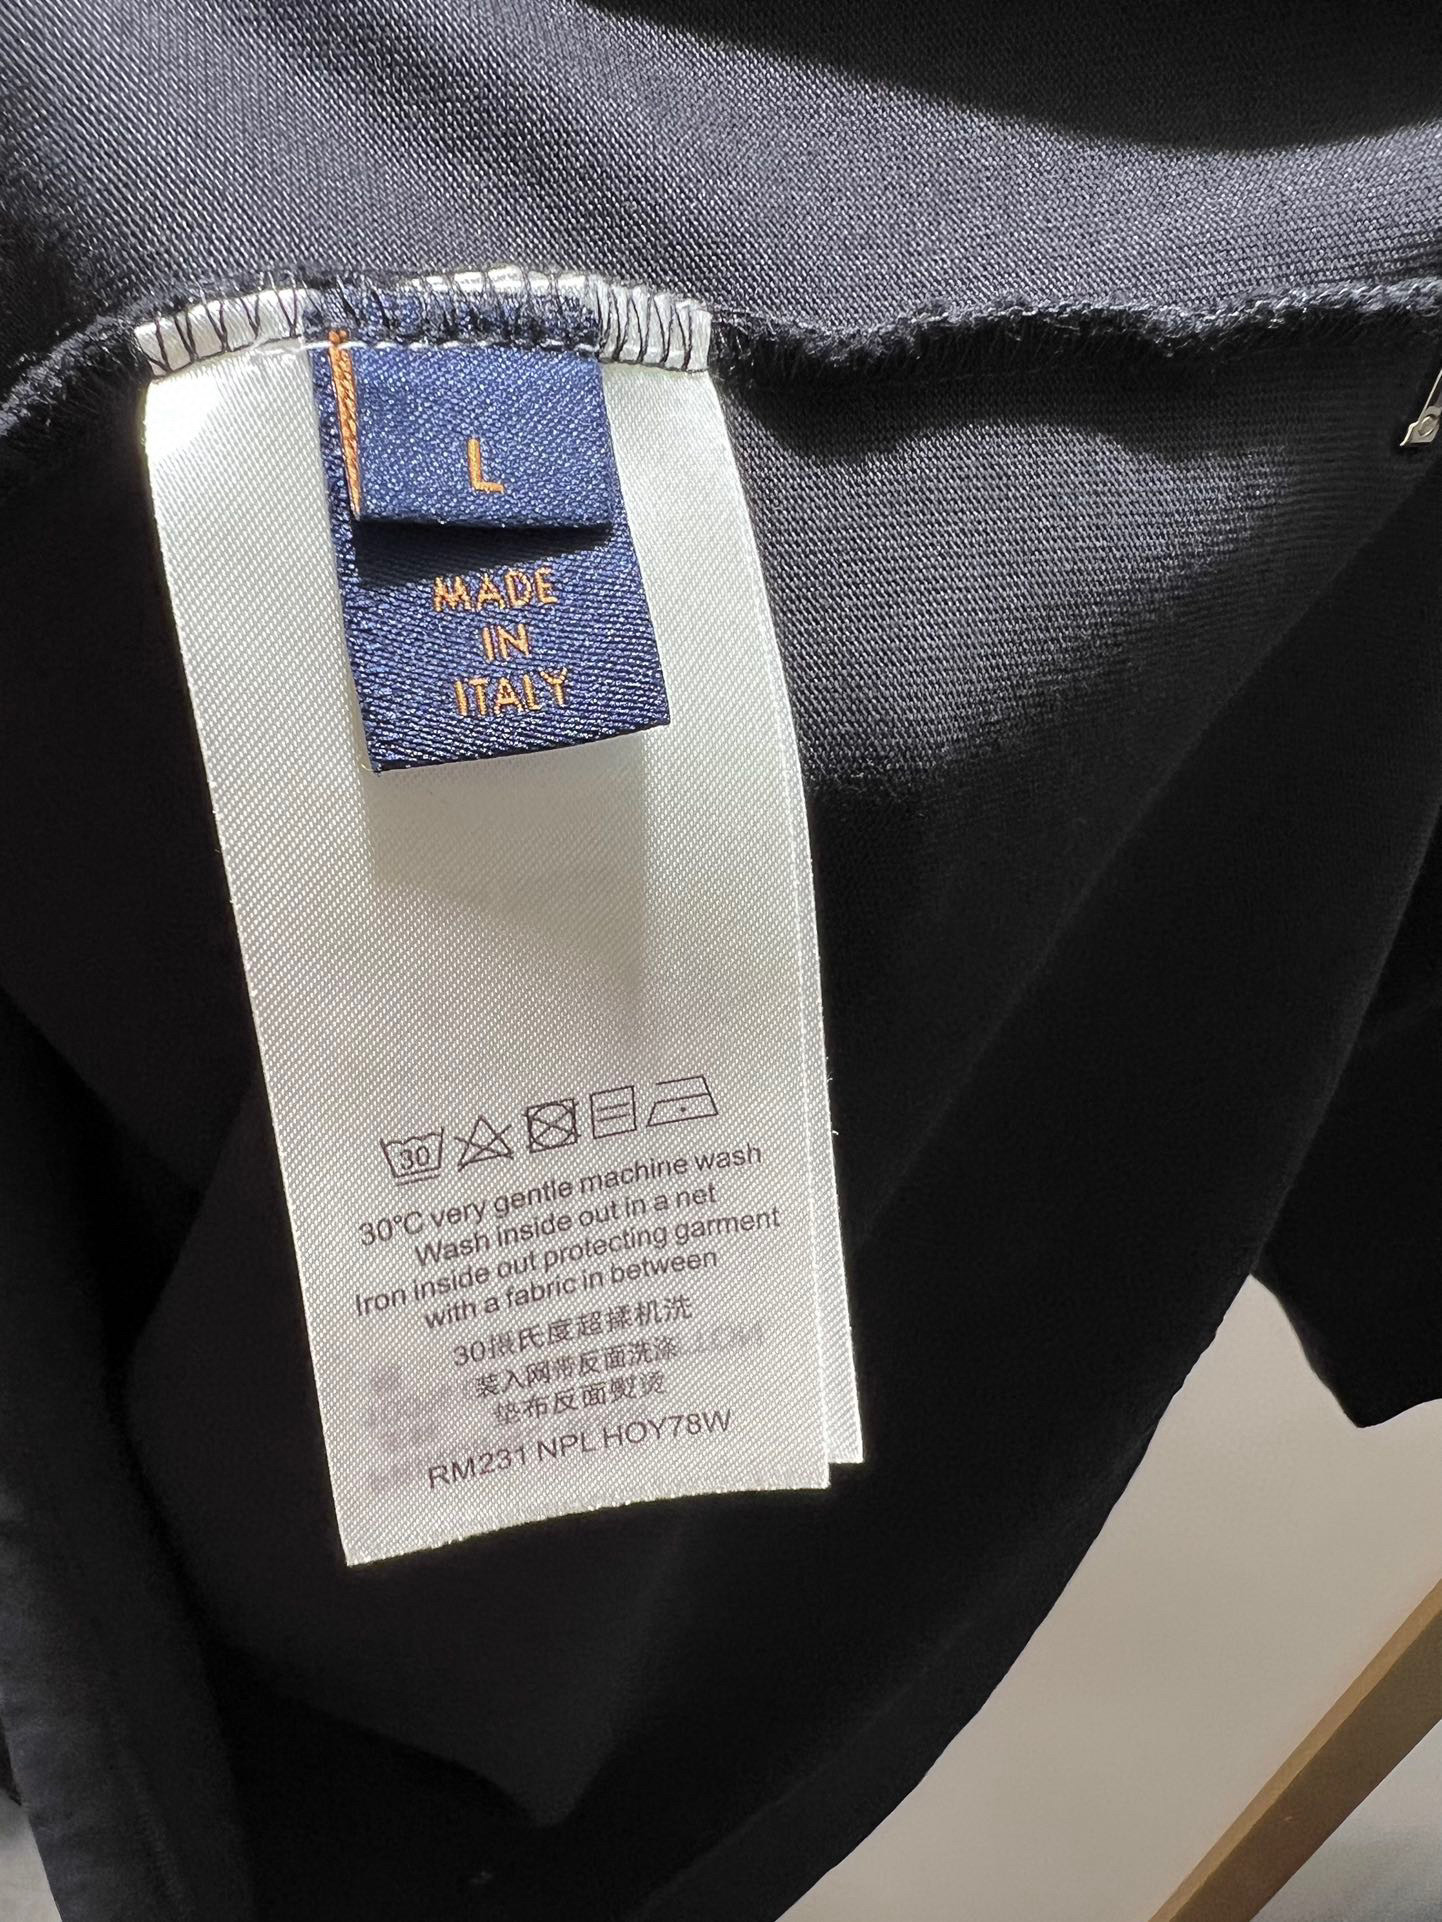 L
MADE
IN
ITALY
30
30°C very gentle machine wash
Wash inside out in a net
Iron inside out protecting garment
with a fabric in between
30摄氏度超揉机洗
装入网带反面洗涤
垫布反面熨烫
RM231 NPL HOY78W